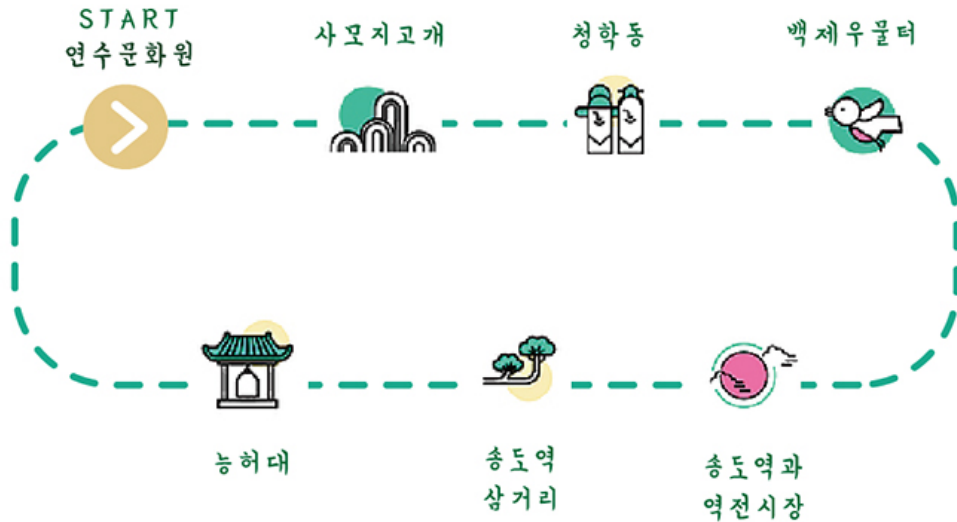 START
연수문화원
사모지고개
청학동
백제우물터
능허대
송도역
삼거리
송도역과
역전시장